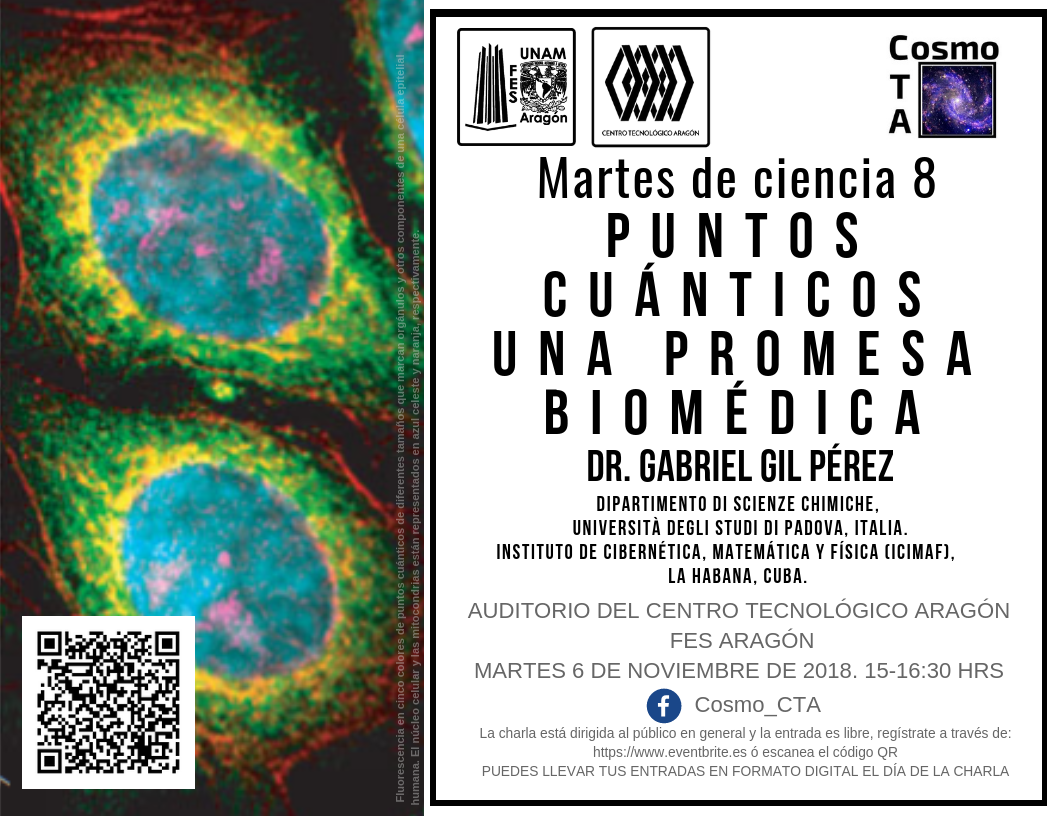 Fluorescencia en cinco colores de puntos cuánticos de diferentes tamaños que marcan orgánulos y otros componentes de una célula epitelial
humana. El núcleo celular y las mitocondrias están representados en azul celeste y naranja, respectivamente.
UNAM
FES
Aragón
CENTRO TECNOLÓGICO ARAGÓN
Cosmo
T
A
Martes de ciencia 8
PUNTOS
CUÁNTICOS
UNA PROMESA
BIOMÉDICA
DR. GABRIEL GIL PÉREZ
DIPARTIMENTO DI SCIENZE CHIMICHE,
UNIVERSITÀ DEGLI STUDI DI PADOVA, ITALIA.
INSTITUTO DE CIBERNÉTICA, MATEMÁTICA Y FÍSICA (ICIMAF),
LA HABANA, CUBA.
AUDITORIO DEL CENTRO TECNOLÓGICO ARAGÓN
FES ARAGÓN
MARTES 6 DE NOVIEMBRE DE 2018. 15-16:30 HRS
f Cosmo_CTA
La charla está dirigida al público en general y la entrada es libre, regístrate a través de:
https://www.eventbrite.es ó escanea el código QR
PUEDES LLEVAR TUS ENTRADAS EN FORMATO DIGITAL EL DÍA DE LA CHARLA